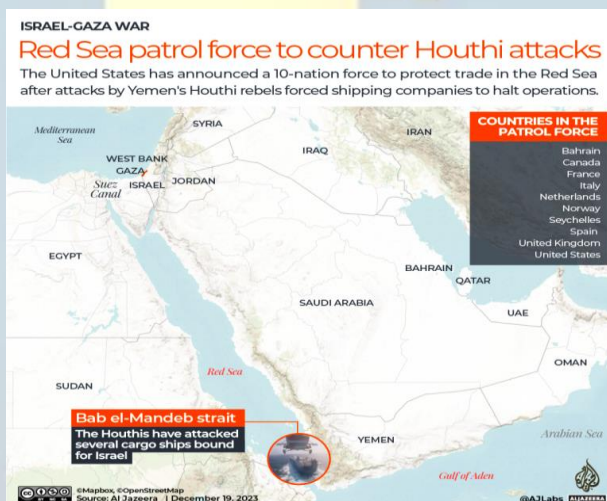 ISRAEL-GAZA WAR
Red Sea patrol force to counter Houthi attacks
The United States has announced a 10-nation force to protect trade in the Red Sea
after attacks by Yemen's Houthi rebels forced shipping companies to halt operations.
COUNTRIES IN THE
PATROL FORCE
Bahrain
Canada
France
Italy
Netherlands
Norway
Seychelles
Spain
United Kingdom
United States
Mediterranean
Sea
SYRIA
IRAN
IRAQ
WEST BANK
GAZA
Suez
Canal
ISRAEL
JORDAN
EGYPT
BAHRAIN
QATAR
SAUDI ARABIA
UAE
OMAN
Red Sea
SUDAN
Bab el-Mandeb strait
The Houthis have attacked
several cargo ships bound
for Israel
YEMEN
Arabian Sea
Gulf of Aden
©Mapbox, ©OpenStreetMap
Source: Al Jazeera | December 19, 2023
@AJLabs ALJAZEERA